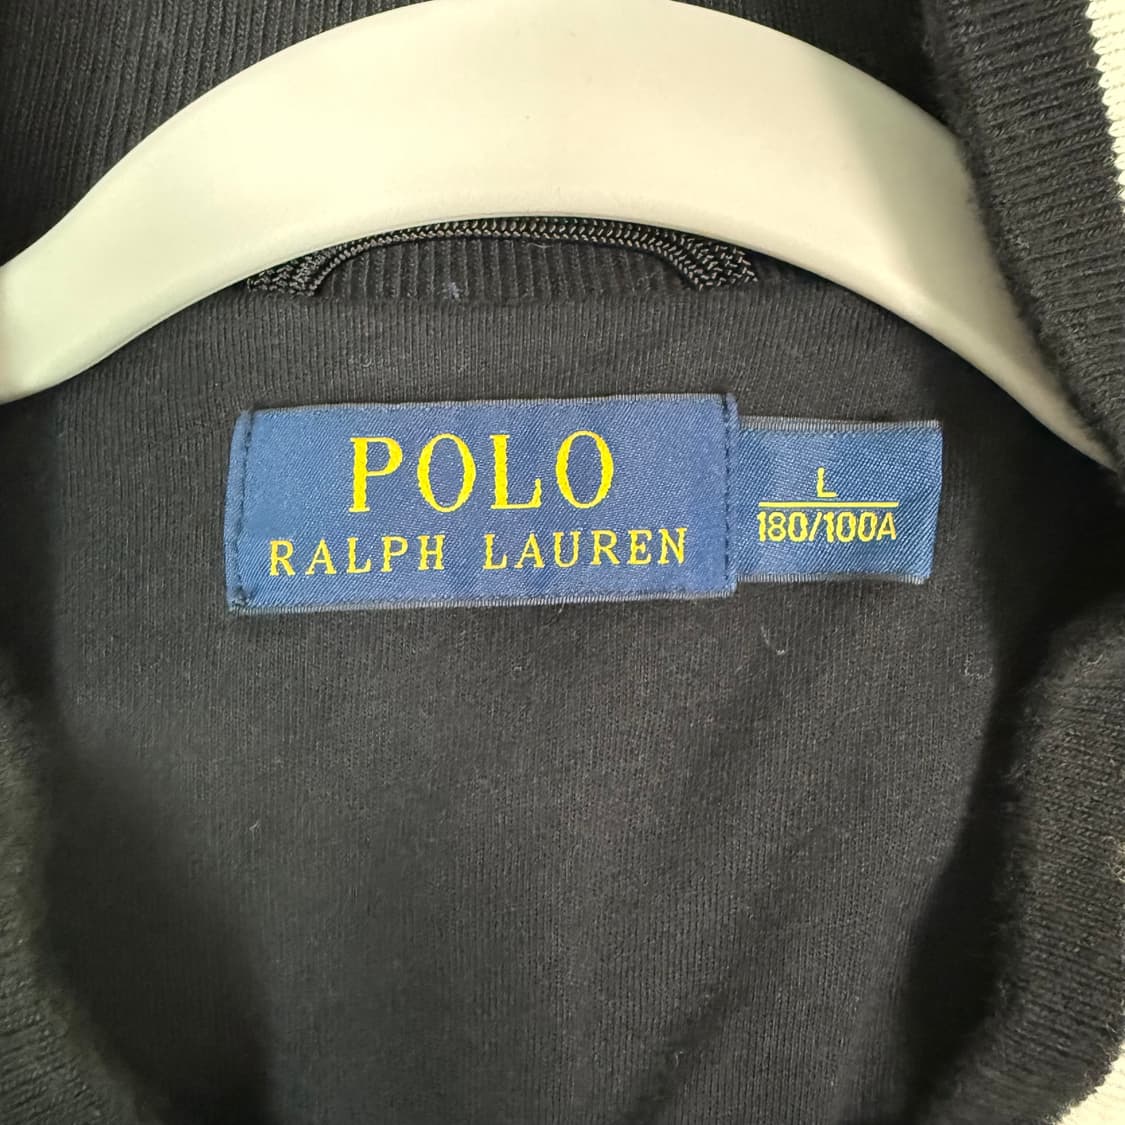 POLO
RALPH LAUREN
L
180/100A